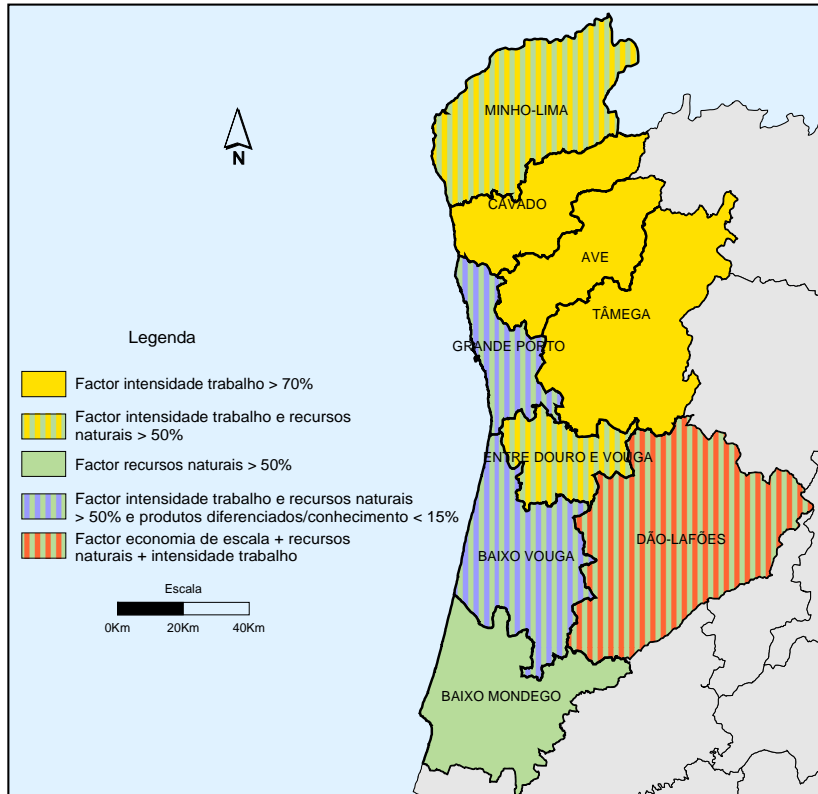 MINHO-LIMA
N
CAVADO
AVE
TÂMEGA
GRANDE PORTO
ENTRE DOURO E VOUGA
DÃO-LAFÕES
BAIXO VOUGA
BAIXO MONDEGO
Legenda
Factor intensidade trabalho > 70%
Factor intensidade trabalho e recursos
naturais > 50%
Factor recursos naturais > 50%
Factor intensidade trabalho e recursos naturais
> 50% e produtos diferenciados/conhecimento < 15%
Factor economia de escala + recursos
naturais + intensidade trabalho
Escala
0Km 20Km 40Km